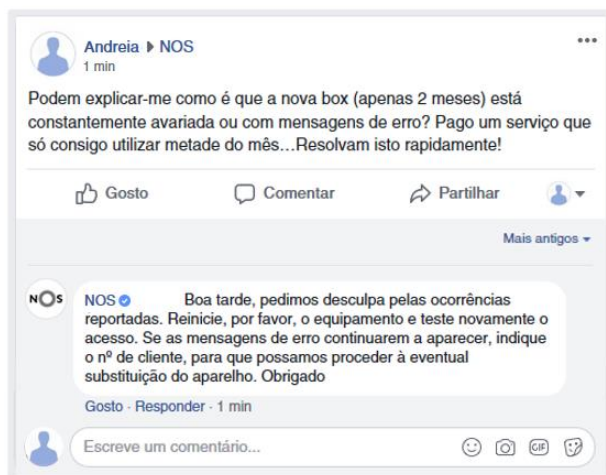 Andreia ▶ NOS
1 min
Podem explicar-me como é que a nova box (apenas 2 meses) está
constantemente avariada ou com mensagens de erro? Pago um serviço que
só consigo utilizar metade do mês…Resolvam isto rapidamente!
Gosto Comentar Partilhar
Mais antigos
NOS
NOS Boa tarde, pedimos desculpa pelas ocorrências
reportadas. Reinicie, por favor, o equipamento e teste novamente o
acesso. Se as mensagens de erro continuarem a aparecer, indique
o nº de cliente, para que possamos proceder à eventual
substituição do aparelho. Obrigado
Gosto · Responder · 1 min
Escreve um comentário... GIF